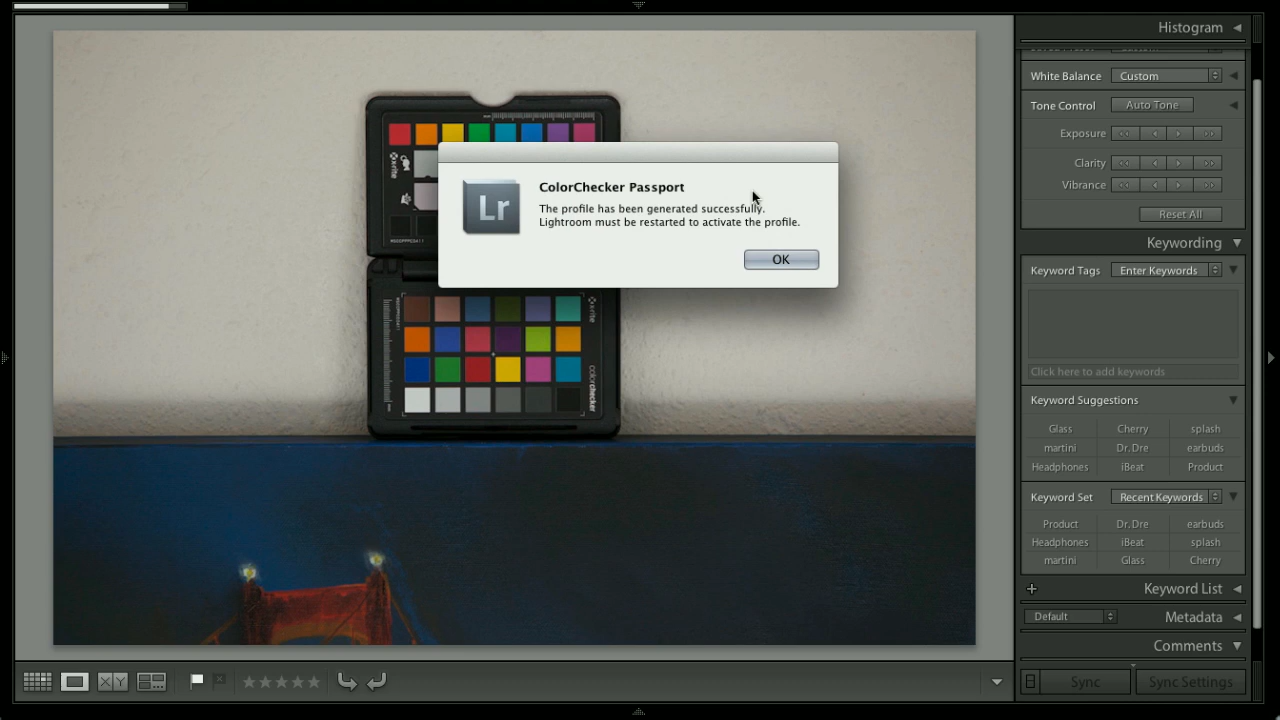 Histogram
White Balance Custom
Tone Control Auto Tone
Exposure
Clarity
Vibrance
Reset All
Keywording
Keyword Tags Enter Keywords
Click here to add keywords
Keyword Suggestions
Glass Cherry splash
martini Dr. Dre earbuds
Headphones iBeat Product
Keyword Set Recent Keywords
Product Dr. Dre earbuds
Headphones iBeat splash
martini Glass Cherry
Keyword List
Default Metadata
Comments
Sync Sync Settings
ColorChecker Passport
The profile has been generated successfully.
Lightroom must be restarted to activate the profile.
OK
Lr
x-rite
x-rite
colorchecker
XY